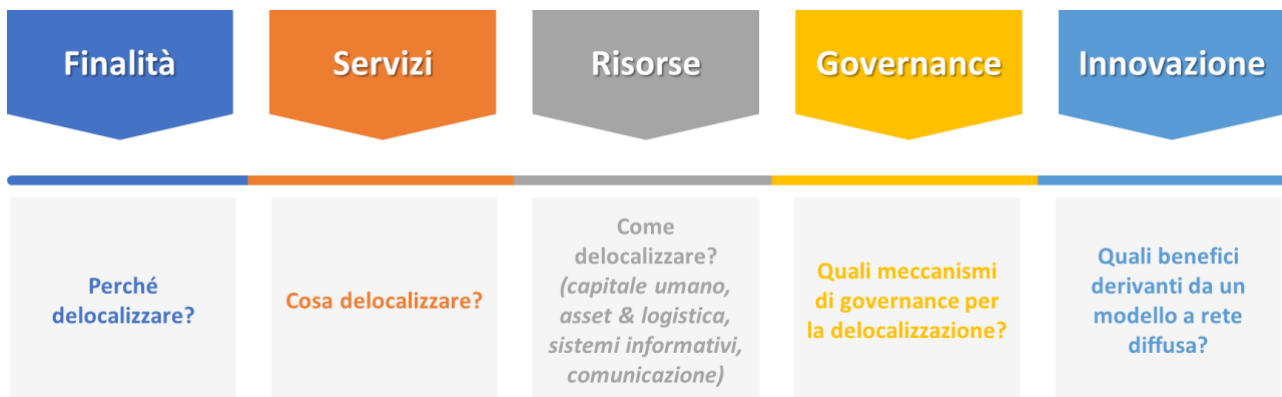 Finalità
Servizi
Risorse
Governance
Innovazione
Perché
delocalizzare?
Cosa delocalizzare?
Come
delocalizzare?
(capitale umano,
asset & logistica,
sistemi informativi,
comunicazione)
Quali meccanismi
di governance per
la delocalizzazione?
Quali benefici
derivanti da un
modello a rete
diffusa?